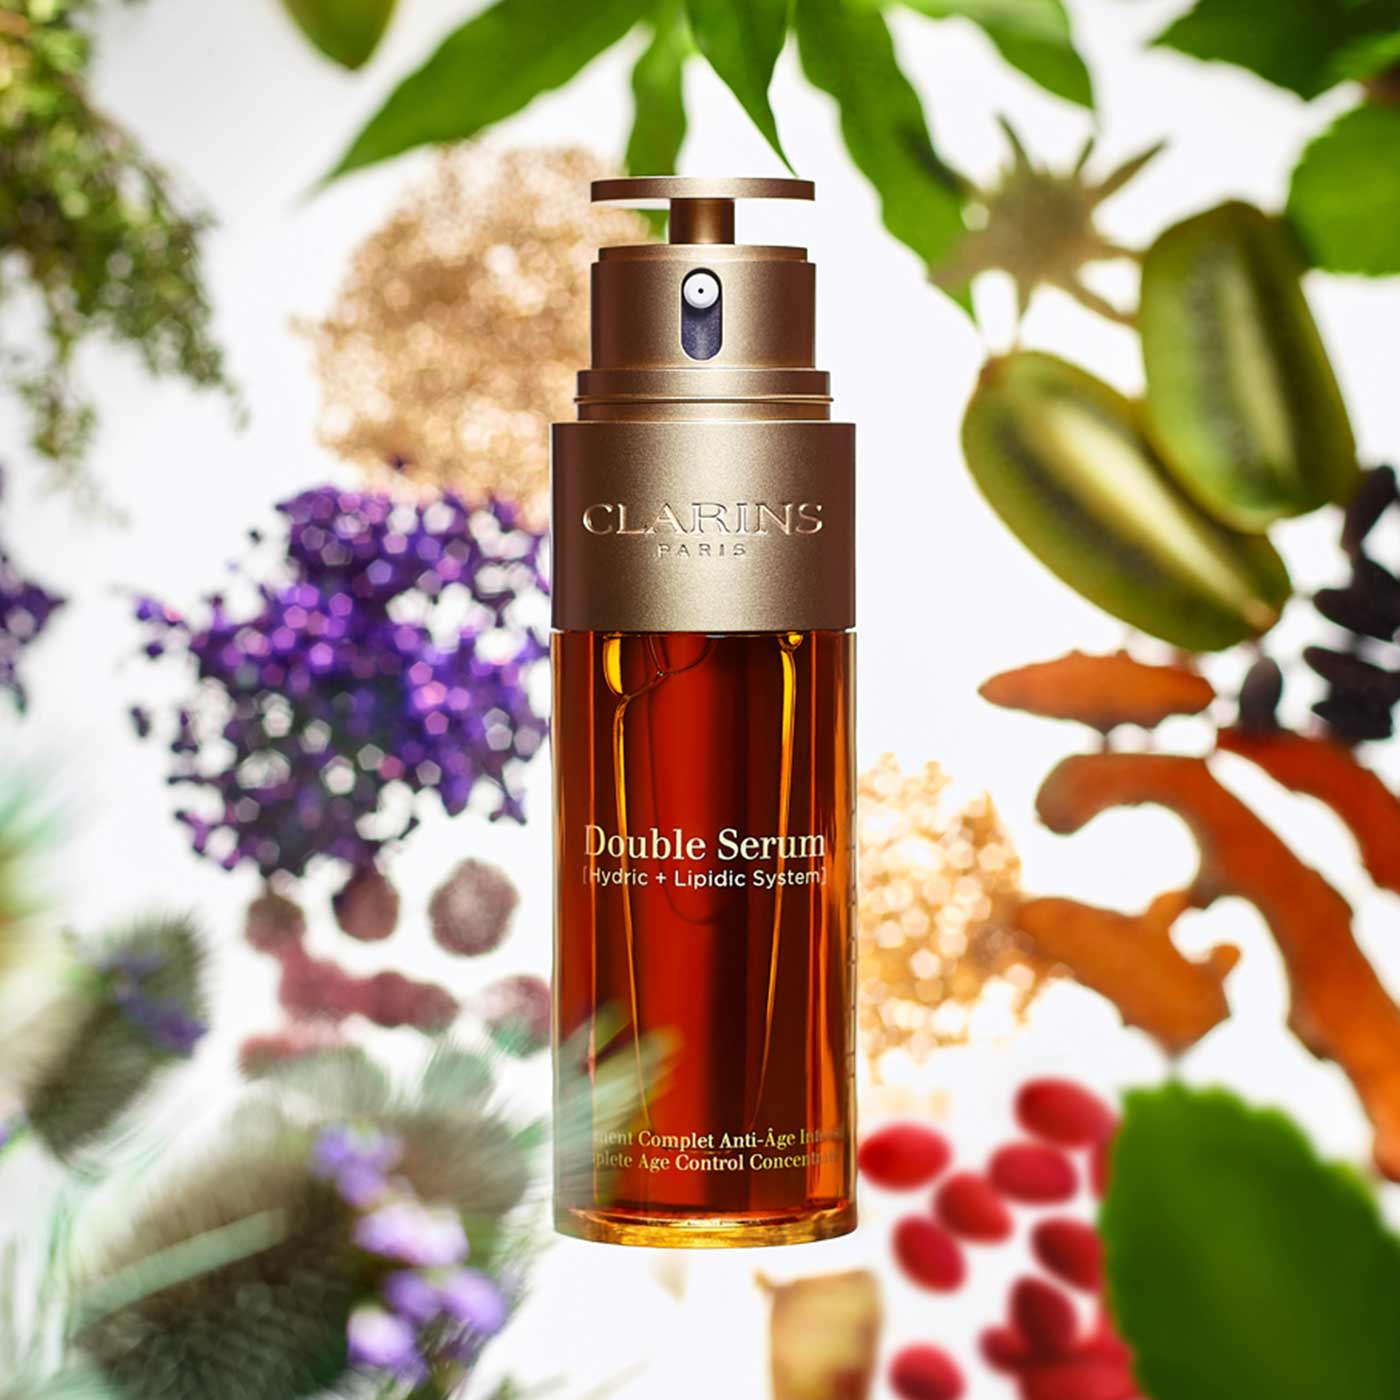 CLARINS
PARIS
Double Serum
[Hydric + Lipidic System]
Complet Anti-Âge
Age Control